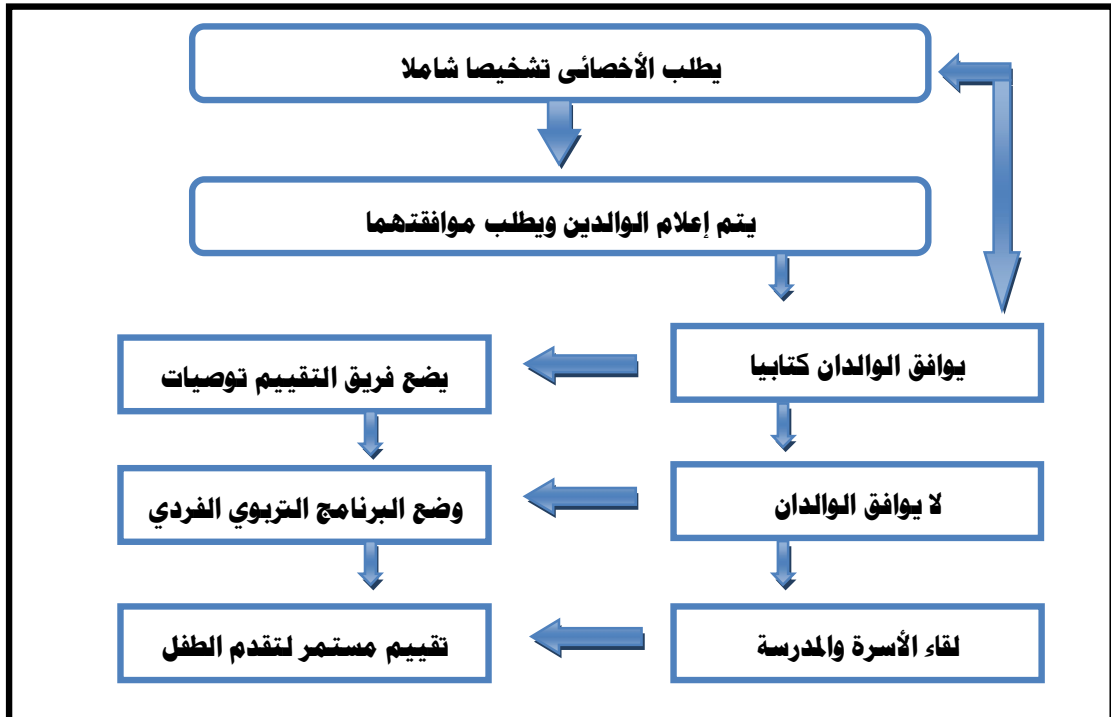 يطلب الأخصائى تشخيصا شاملا
يتم إعلام الوالدين ويطلب موافقتهما
يوافق الوالدان كتابيا
يضع فريق التقييم توصيات
لا يوافق الوالدان
وضع البرنامج التربوي الفردي
لقاء الأسرة والمدرسة
تقييم مستمر لتقدم الطفل